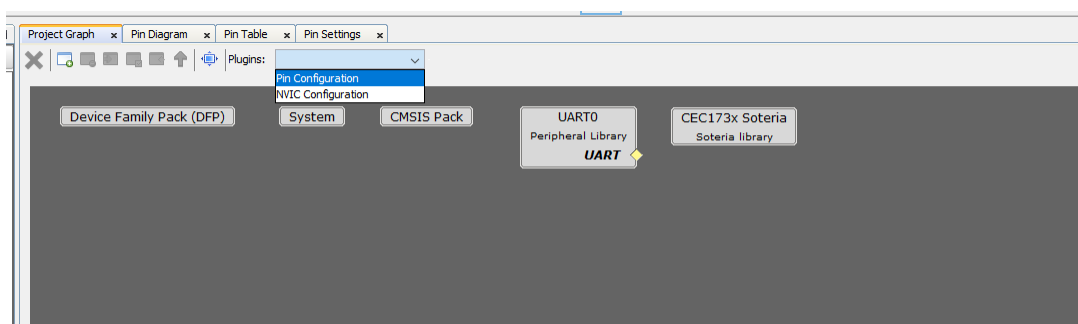 Project Graph x Pin Diagram x Pin Table x Pin Settings x
Plugins:
Pin Configuration
NVIC Configuration
Device Family Pack (DFP) System CMSIS Pack UART0 CEC173x Soteria
Peripheral Library Soteria library
UART